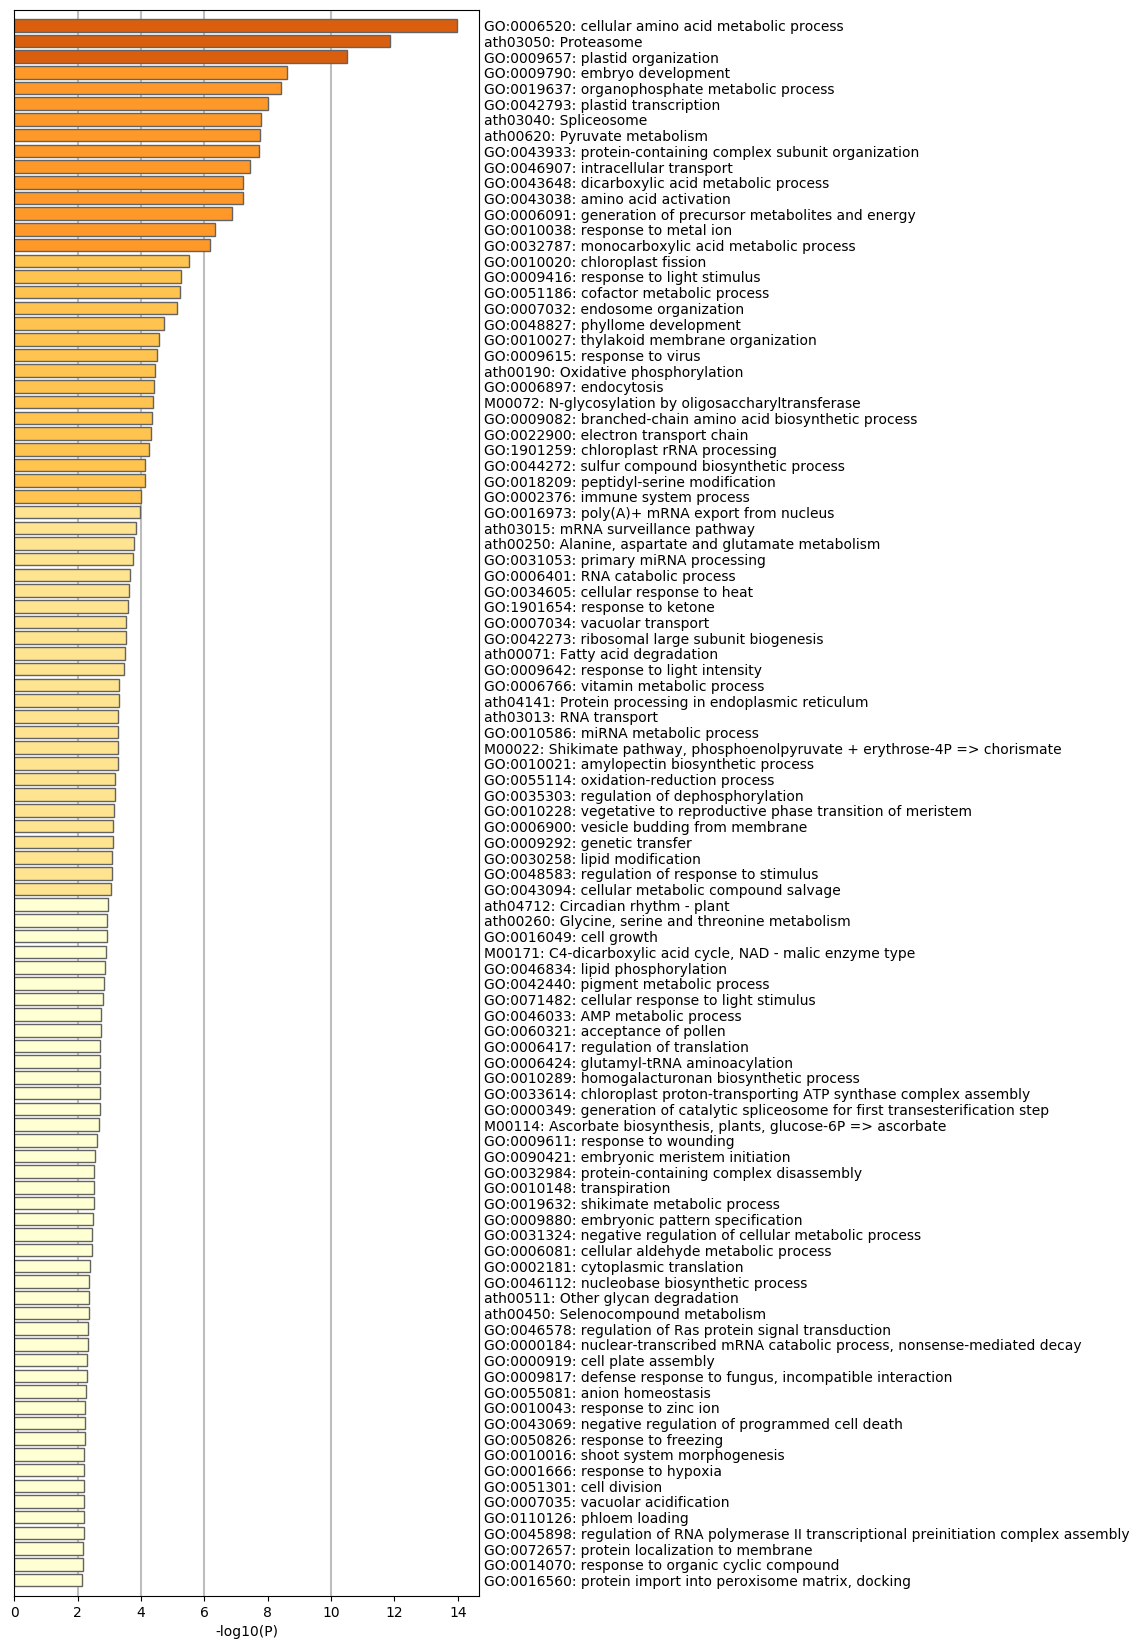 GO:0006520: cellular amino acid metabolic process
ath03050: Proteasome
GO:0009657: plastid organization
GO:0009790: embryo development
GO:0019637: organophosphate metabolic process
GO:0042793: plastid transcription
ath03040: Spliceosome
ath00620: Pyruvate metabolism
GO:0043933: protein-containing complex subunit organization
GO:0046907: intracellular transport
GO:0043648: dicarboxylic acid metabolic process
GO:0043038: amino acid activation
GO:0006091: generation of precursor metabolites and energy
GO:0010038: response to metal ion
GO:0032787: monocarboxylic acid metabolic process
GO:0010020: chloroplast fission
GO:0009416: response to light stimulus
GO:0051186: cofactor metabolic process
GO:0007032: endosome organization
GO:0048827: phyllome development
GO:0010027: thylakoid membrane organization
GO:0009615: response to virus
ath00190: Oxidative phosphorylation
GO:0006897: endocytosis
M00072: N-glycosylation by oligosaccharyltransferase
GO:0009082: branched-chain amino acid biosynthetic process
GO:0022900: electron transport chain
GO:1901259: chloroplast rRNA processing
GO:0044272: sulfur compound biosynthetic process
GO:0018209: peptidyl-serine modification
GO:0002376: immune system process
GO:0016973: poly(A)+ mRNA export from nucleus
ath03015: mRNA surveillance pathway
ath00250: Alanine, aspartate and glutamate metabolism
GO:0031053: primary miRNA processing
GO:0006401: RNA catabolic process
GO:0034605: cellular response to heat
GO:1901654: response to ketone
GO:0007034: vacuolar transport
GO:0042273: ribosomal large subunit biogenesis
ath00071: Fatty acid degradation
GO:0009642: response to light intensity
GO:0006766: vitamin metabolic process
ath04141: Protein processing in endoplasmic reticulum
ath03013: RNA transport
GO:0010586: miRNA metabolic process
M00022: Shikimate pathway, phosphoenolpyruvate + erythrose-4P => chorismate
GO:0010021: amylopectin biosynthetic process
GO:0055114: oxidation-reduction process
GO:0035303: regulation of dephosphorylation
GO:0010228: vegetative to reproductive phase transition of meristem
GO:0006900: vesicle budding from membrane
GO:0009292: genetic transfer
GO:0030258: lipid modification
GO:0048583: regulation of response to stimulus
GO:0043094: cellular metabolic compound salvage
ath04712: Circadian rhythm - plant
ath00260: Glycine, serine and threonine metabolism
GO:0016049: cell growth
M00171: C4-dicarboxylic acid cycle, NAD - malic enzyme type
GO:0046834: lipid phosphorylation
GO:0042440: pigment metabolic process
GO:0071482: cellular response to light stimulus
GO:0046033: AMP metabolic process
GO:0060321: acceptance of pollen
GO:0006417: regulation of translation
GO:0006424: glutamyl-tRNA aminoacylation
GO:0010289: homogalacturonan biosynthetic process
GO:0033614: chloroplast proton-transporting ATP synthase complex assembly
GO:0000349: generation of catalytic spliceosome for first transesterification step
M00114: Ascorbate biosynthesis, plants, glucose-6P => ascorbate
GO:0009611: response to wounding
GO:0090421: embryonic meristem initiation
GO:0032984: protein-containing complex disassembly
GO:0010148: transpiration
GO:0019632: shikimate metabolic process
GO:0009880: embryonic pattern specification
GO:0031324: negative regulation of cellular metabolic process
GO:0006081: cellular aldehyde metabolic process
GO:0002181: cytoplasmic translation
GO:0046112: nucleobase biosynthetic process
ath00511: Other glycan degradation
ath00450: Selenocompound metabolism
GO:0046578: regulation of Ras protein signal transduction
GO:0000184: nuclear-transcribed mRNA catabolic process, nonsense-mediated decay
GO:0000919: cell plate assembly
GO:0009817: defense response to fungus, incompatible interaction
GO:0055081: anion homeostasis
GO:0010043: response to zinc ion
GO:0043069: negative regulation of programmed cell death
GO:0050826: response to freezing
GO:0010016: shoot system morphogenesis
GO:0001666: response to hypoxia
GO:0051301: cell division
GO:0007035: vacuolar acidification
GO:0110126: phloem loading
GO:0045898: regulation of RNA polymerase II transcriptional preinitiation complex assembly
GO:0072657: protein localization to membrane
GO:0014070: response to organic cyclic compound
GO:0016560: protein import into peroxisome matrix, docking
0 2 4 6 8 10 12 14
-log10(P)